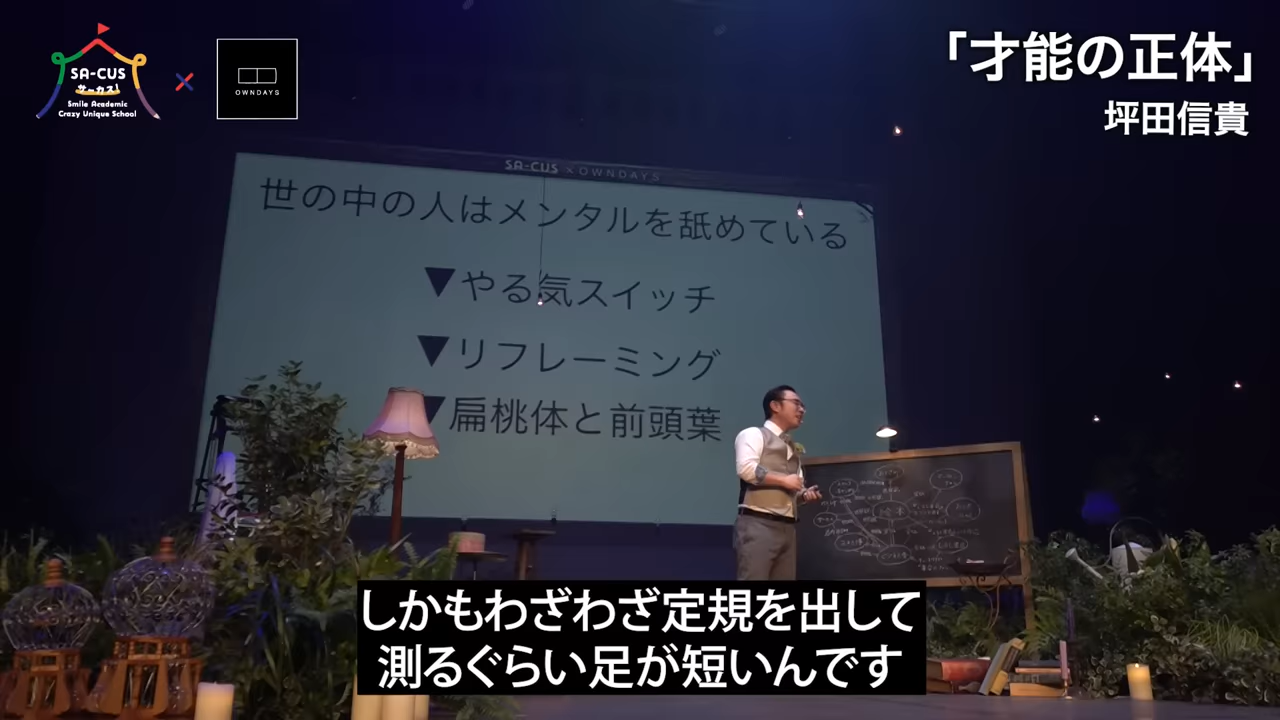 SA-CUS
サーカス!
Smile Academic
Crazy Unique School
OWNDAYS
「才能の正体」
坪田信貴
SA-CUS × OWNDAYS
世の中の人はメンタルを舐めている
▼やる気スイッチ
▼リフレーミング
▼扁桃体と前頭葉
しかもわざわざ定規を出して
測るぐらい足が短いんです